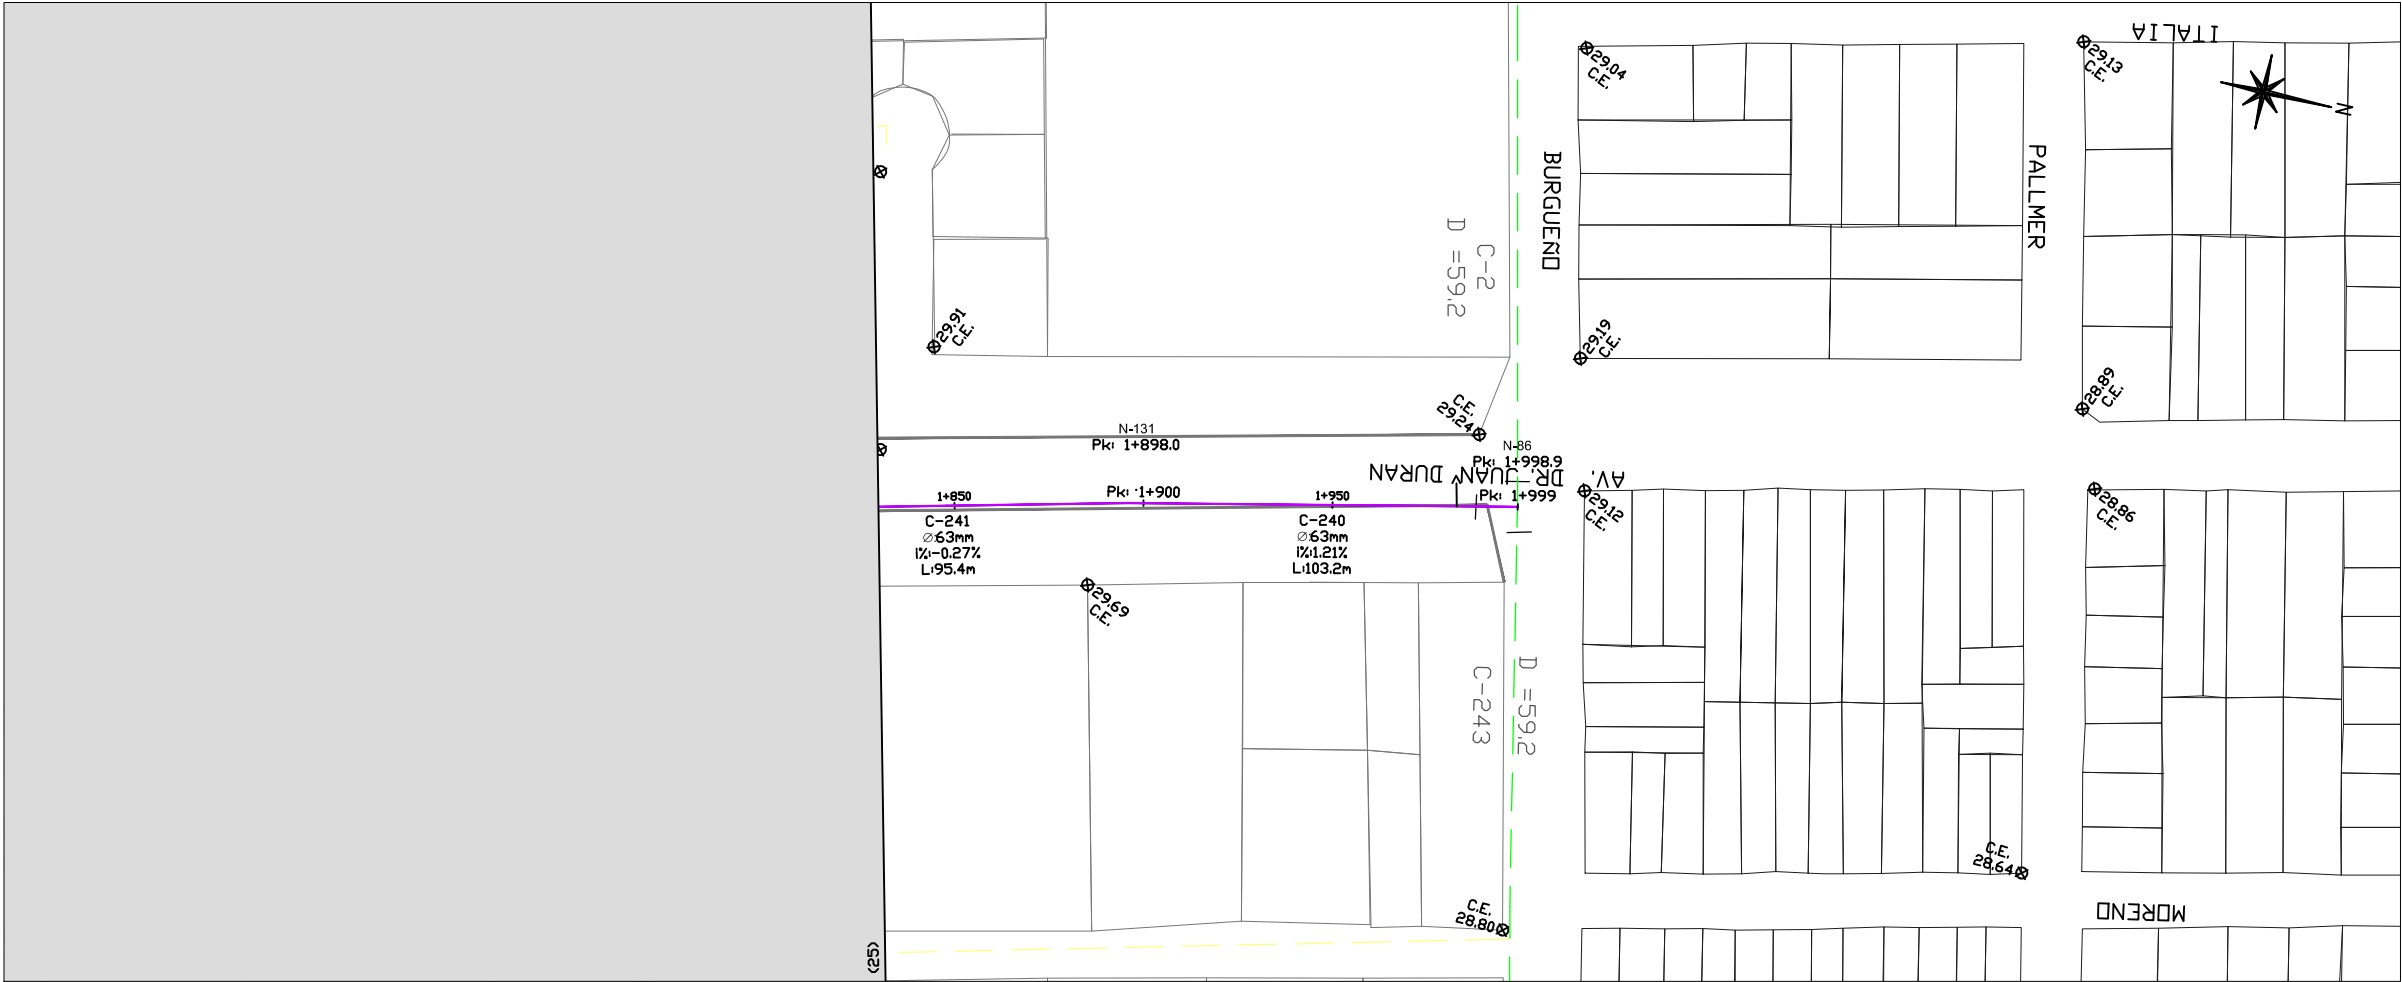 ITALIA
29.04
C.E.
29.13
C.E.
N
BURGUEÑO
PALLMER
C-2
D =59.2
29.91
C.E.
29.19
C.E.
28.89
C.E.
C.E.
29.24
N-131
Pk: 1+898.0
N-86
Pk: 1+998.9
AV. DR. JUAN DURAN
1+850
Pk: 1+900
1+950
Pk: 1+999
C-241
∅:63mm
i%:-0.27%
L:95.4m
C-240
∅:63mm
i%:1.21%
L:103.2m
29.12
C.E.
28.86
C.E.
29.69
C.E.
D =59.2
C-243
C.E.
28.64
C.E.
28.80
MORENO
(25)